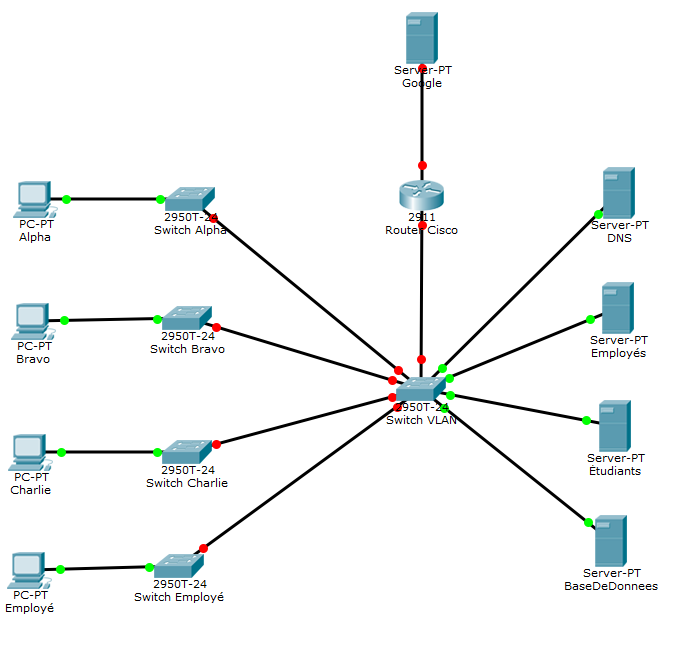 Server-PT
Google
2911
Router Cisco
PC-PT
Alpha
2950T-24
Switch Alpha
Server-PT
DNS
PC-PT
Bravo
2950T-24
Switch Bravo
Server-PT
Employés
2950T-24
Switch VLAN
PC-PT
Charlie
2950T-24
Switch Charlie
Server-PT
Étudiants
PC-PT
Employé
2950T-24
Switch Employé
Server-PT
BaseDeDonnees